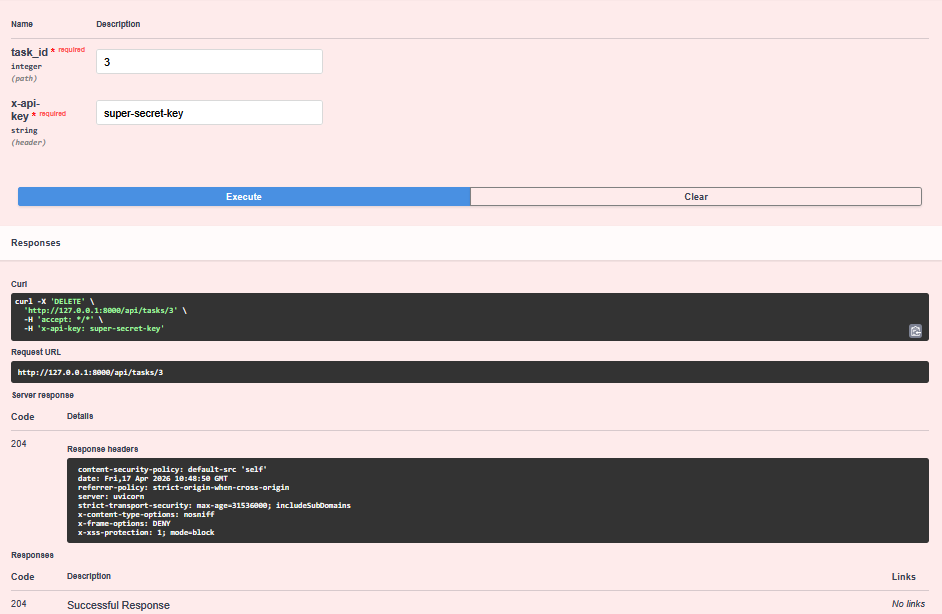 Name Description
task_id * required
3
integer
(path)
x-api-
key * required
super-secret-key
string
(header)
Execute Clear
Responses
Curl
curl -X 'DELETE' \
'http://127.0.0.1:8000/api/tasks/3' \
-H 'accept: */*' \
-H 'x-api-key: super-secret-key'
Request URL
http://127.0.0.1:8000/api/tasks/3
Server response
Code Details
204
Response headers
content-security-policy: default-src 'self'
date: Fri,17 Apr 2026 10:48:50 GMT
referrer-policy: strict-origin-when-cross-origin
server: uvicorn
strict-transport-security: max-age=31536000; includeSubDomains
x-content-type-options: nosniff
x-frame-options: DENY
x-xss-protection: 1; mode=block
Responses
Code Description Links
204 Successful Response No links